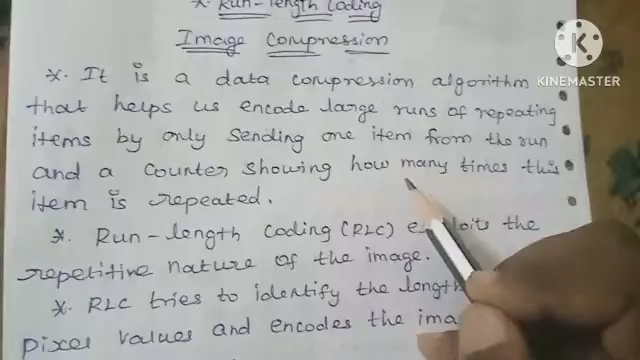 *. Run-length Coding
Image Compression
*. It is a data compression algorithm
that helps us encode large runs of repeating
items by only sending one item from the run
and a counter showing how many times this
item is repeated.
*. Run-length Coding (RLC) the
repetitive nature of the image.
*. RLC tries to identify the length
pixel values and encodes the
KINEMASTER